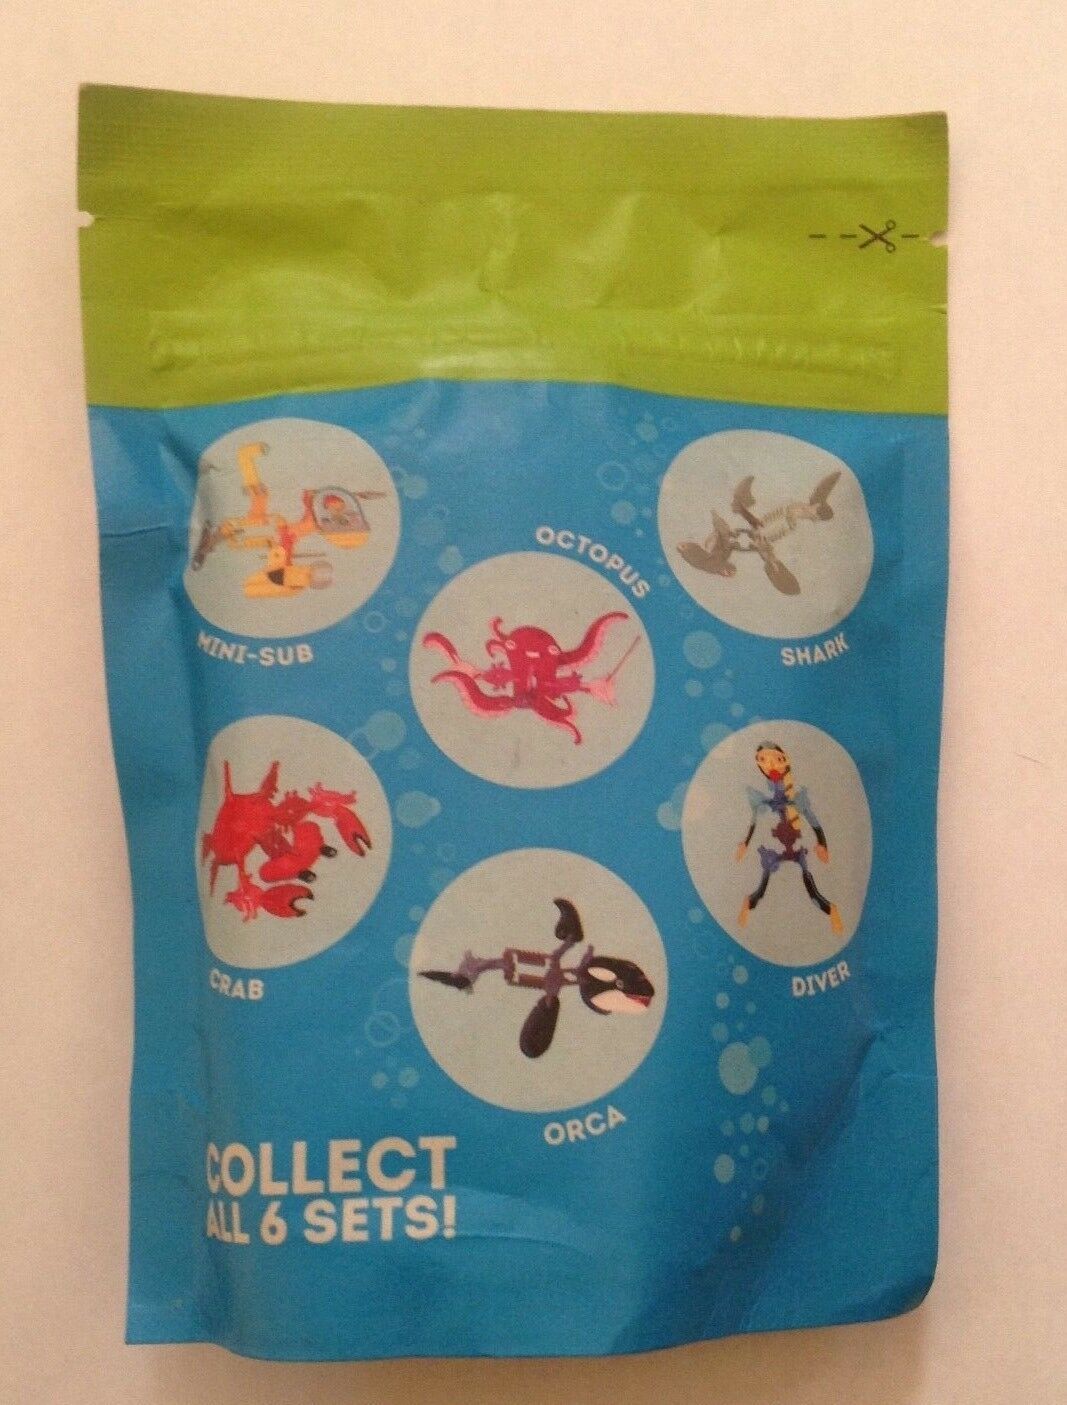 OCTOPUS
MINI-SUB
SHARK
CRAB
DIVER
ORCA
COLLECT
ALL 6 SETS!